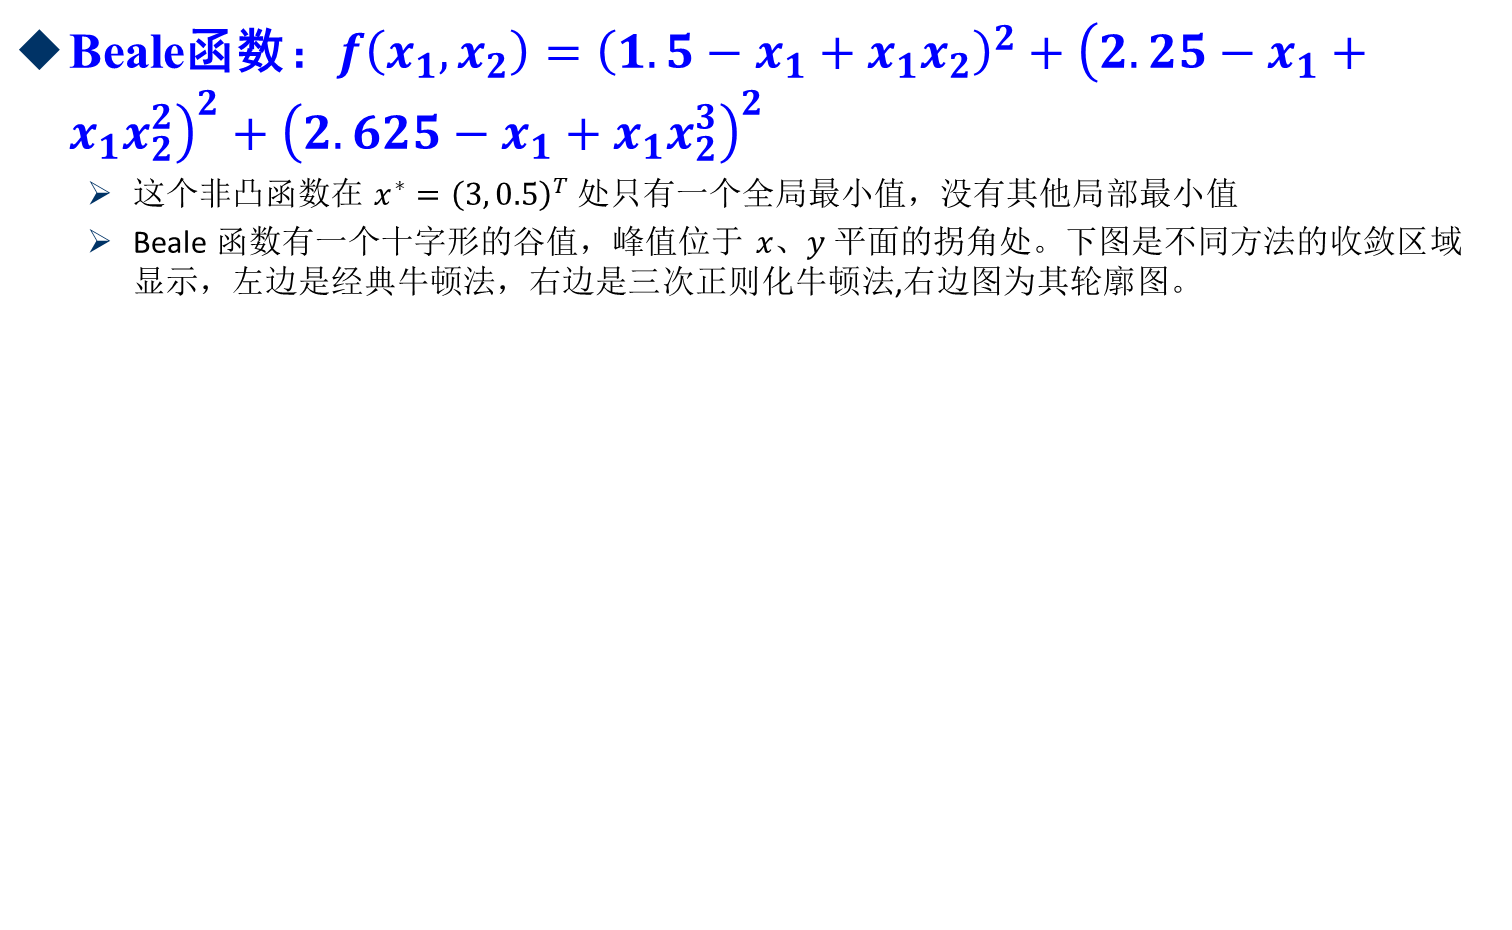 ◆Beale函数：f(x₁, x₂) = (1.5 − x₁ + x₁x₂)² + (2.25 − x₁ +
x₁x₂²)² + (2.625 − x₁ + x₁x₂³)²
➢ 这个非凸函数在 x* = (3, 0.5)ᵀ 处只有一个全局最小值，没有其他局部最小值
➢ Beale 函数有一个十字形的谷值，峰值位于 x、y 平面的拐角处。下图是不同方法的收敛区域
显示，左边是经典牛顿法，右边是三次正则化牛顿法,右边图为其轮廓图。